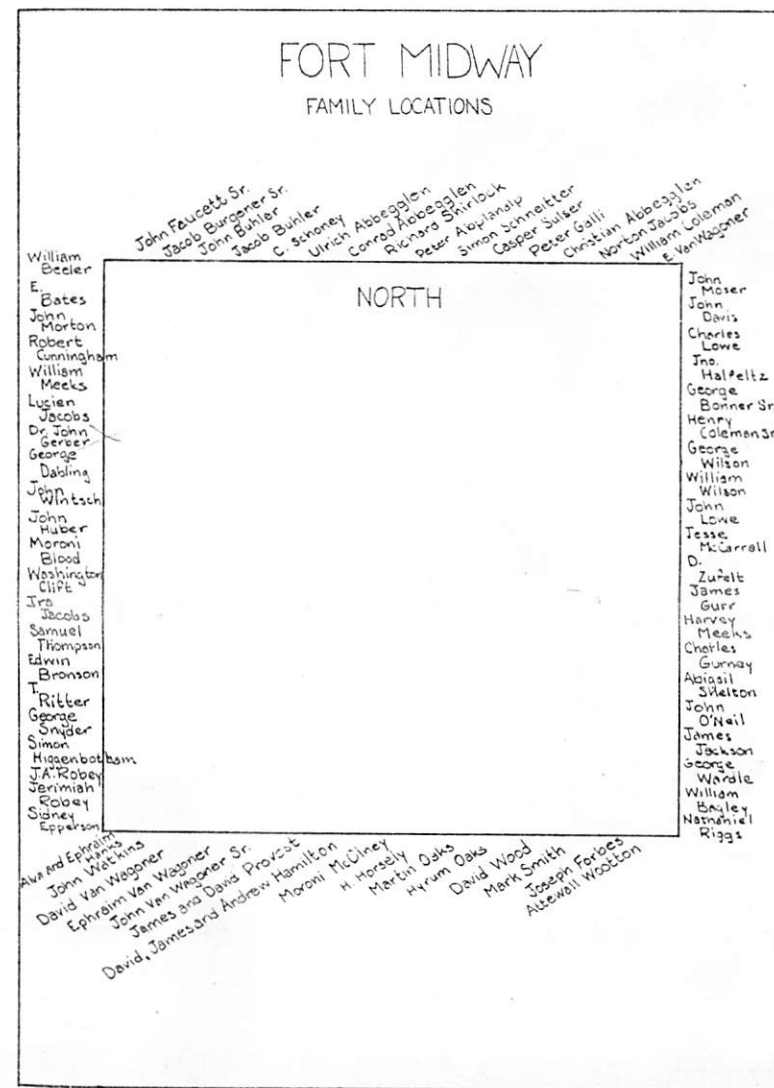 FORT MIDWAY
FAMILY LOCATIONS
John Faucett Sr.
Jacob Burgener Sr.
John Buhler
Jacob Buhler
C. Schoney
Ulrich Abbegglen
Conrad Abbegglen
Richard Shirlock
Peter Abplanalp
Simon Schneitter
Casper Sulser
Peter Galli
Christian Abbegglen
Norton Jacobs
William Coleman
E. Van Wagoner
NORTH
William
Beeler
E.
Bates
John
Morton
Robert
Cunningham
William
Meeks
Lucien
Jacobs
Dr. John
Gerber
George
Dabling
John
Wintsch
John
Huber
Moroni
Blood
Washington
Clift
Ira
Jacobs
Samuel
Thompson
Edwin
Bronson
T.
Ritter
George
Snyder
Simon
Higgenbotham
J.A. Robey
Jerimiah
Robey
Sidney
Epperson
John
Moser
John
Davis
Charles
Lowe
Jno.
George
Bonner Sr
Henry
Coleman Sr
George
Wilson
William
Wilson
John
Lowe
Jesse
McCarrell
D.
James
Gurr
Harvey
Meeks
Charles
Gurney
Abigail
Shelton
John
O'Neil
James
Jackson
George
Wardle
William
Bagley
Nathaniel
Riggs
Alva and Ephraim
Hanks
John Watkins
David Van Wagoner
Ephraim Van Wagoner
John Van Wagoner Sr.
James and David Provost
David, James and Andrew Hamilton
Moroni McOlney
H. Horsely
Martin Oaks
Hyrum Oaks
David Wood
Mark Smith
Joseph Forbes
Attewall Wootton